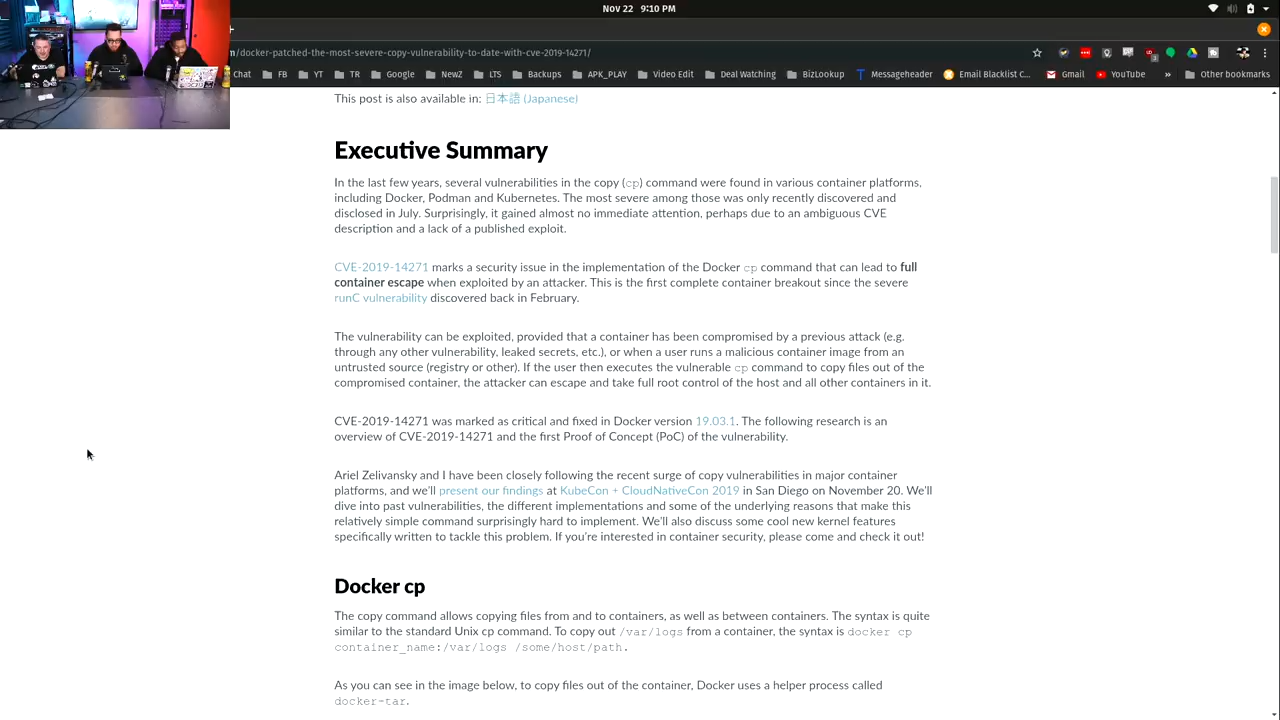 Nov 22 9:10 PM
/docker-patched-the-most-severe-copy-vulnerability-to-date-with-cve-2019-14271/
Chat
Google
APK_S
BizLookup
Gmail
YouTube
Other bookmarks
This post is also available in: 日本語 (Japanese)
Executive Summary
In the last few years, several vulnerabilities in the copy (cp) command were found in various container platforms,
including Docker, Podman and Kubernetes. The most severe among those was only recently discovered and
disclosed in July. Surprisingly, it gained almost no immediate attention, perhaps due to an ambiguous CVE
description and a lack of a published exploit.
CVE-2019-14271 marks a security issue in the implementation of the Docker cp command that can lead to full
container escape when exploited by an attacker. This is the first complete container breakout since the severe
runC vulnerability discovered back in February.
The vulnerability can be exploited, provided that a container has been compromised by a previous attack (e.g.
through any other vulnerability, leaked secrets, etc.), or when a user runs a malicious container image from an
untrusted source (registry or other). If the user then executes the vulnerable cp command to copy files out of the
compromised container, the attacker can escape and take full root control of the host and all other containers in it.
CVE-2019-14271 was marked as critical and fixed in Docker version 19.03.1. The following research is an
overview of CVE-2019-14271 and the first Proof of Concept (PoC) of the vulnerability.
Ariel Zelivansky and I have been closely following the recent surge of copy vulnerabilities in major container
platforms, and we'll present our findings at KubeCon + CloudNativeCon 2019 in San Diego on November 20. We'll
dive into past vulnerabilities, the different implementations and some of the underlying reasons that make this
relatively simple command surprisingly hard to implement. We'll also discuss some cool new kernel features
specifically written to tackle this problem. If you're interested in container security, please come and check it out!
Docker cp
The copy command allows copying files from and to containers, as well as between containers. The syntax is quite
similar to the standard Unix cp command. To copy out /var/logs from a container, the syntax is docker cp
container_name:/var/logs /some/host/path.
As you can see in the image below, to copy files out of the container, Docker uses a helper process called
docker-tar.